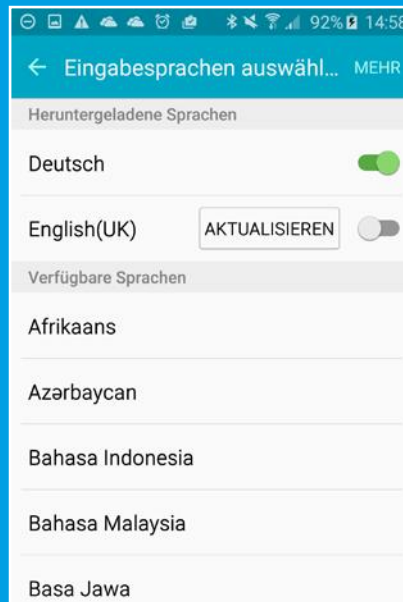 92% 14:58
Eingabesprachen auswähl... MEHR
Heruntergeladene Sprachen
Deutsch
English(UK) AKTUALISIEREN
Verfügbare Sprachen
Afrikaans
Azərbaycan
Bahasa Indonesia
Bahasa Malaysia
Basa Jawa